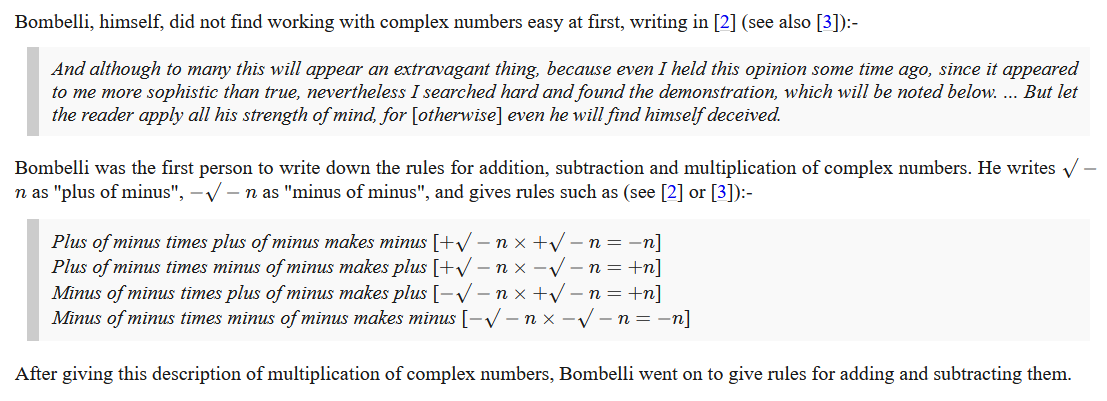 Bombelli, himself, did not find working with complex numbers easy at first, writing in [2] (see also [3]):-
And although to many this will appear an extravagant thing, because even I held this opinion some time ago, since it appeared
to me more sophistic than true, nevertheless I searched hard and found the demonstration, which will be noted below. ... But let
the reader apply all his strength of mind, for [otherwise] even he will find himself deceived.
Bombelli was the first person to write down the rules for addition, subtraction and multiplication of complex numbers. He writes √ −
n as "plus of minus", −√ − n as "minus of minus", and gives rules such as (see [2] or [3]):-
Plus of minus times plus of minus makes minus [+√ − n × +√ − n = −n]
Plus of minus times minus of minus makes plus [+√ − n × −√ − n = +n]
Minus of minus times plus of minus makes plus [−√ − n × +√ − n = +n]
Minus of minus times minus of minus makes minus [−√ − n × −√ − n = −n]
After giving this description of multiplication of complex numbers, Bombelli went on to give rules for adding and subtracting them.